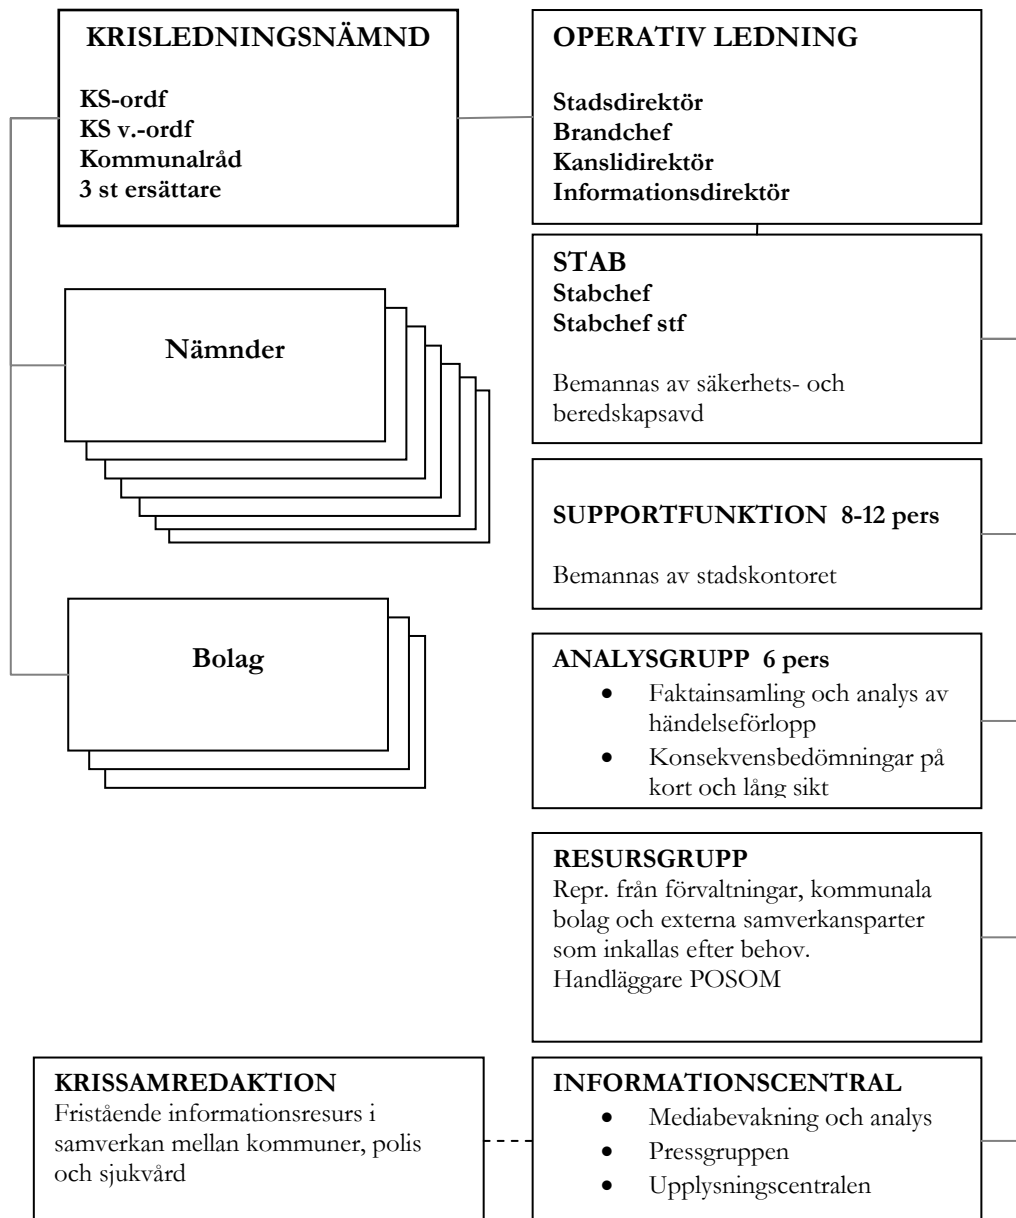 KRISLEDNINGSNÄMND
KS-ordf
KS v.-ordf
Kommunalråd
3 st ersättare
OPERATIV LEDNING
Stadsdirektör
Brandchef
Kanslidirektör
Informationsdirektör
STAB
Stabchef
Stabchef stf
Bemannas av säkerhets- och
beredskapsavd
Nämnder
SUPPORTFUNKTION 8-12 pers
Bemannas av stadskontoret
Bolag
ANALYSGRUPP 6 pers
• Faktainsamling och analys av
händelseförlopp
• Konsekvensbedömningar på
kort och lång sikt
RESURSGRUPP
Repr. från förvaltningar, kommunala
bolag och externa samverkansparter
som inkallas efter behov.
Handläggare POSOM
KRISSAMREDAKTION
Fristående informationsresurs i
samverkan mellan kommuner, polis
och sjukvård
INFORMATIONSCENTRAL
• Mediabevakning och analys
• Pressgruppen
• Upplysningscentralen